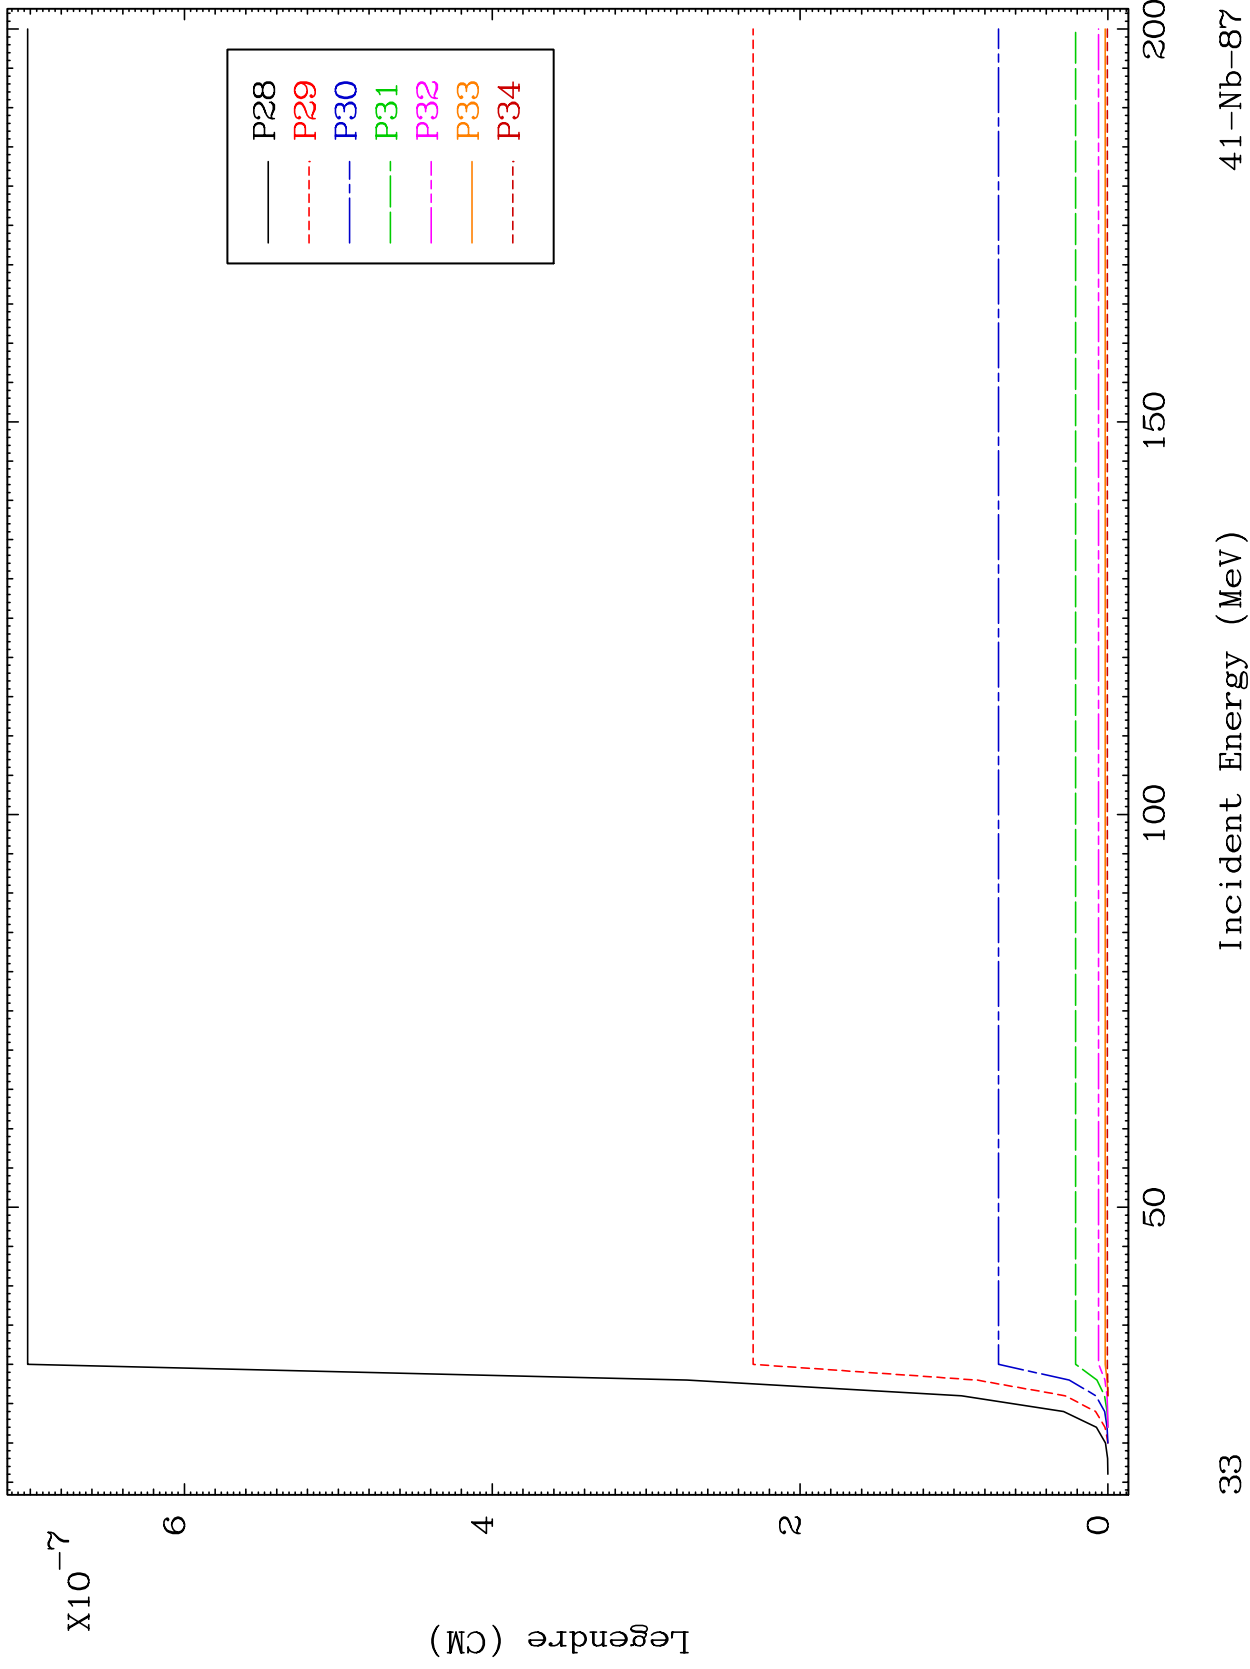 X10-7
6
4
2
0
Legendre (CM)
P28
P29
P30
P31
P32
P33
P34
50
100
150
200
33
Incident Energy (MeV)
41-Nb-87